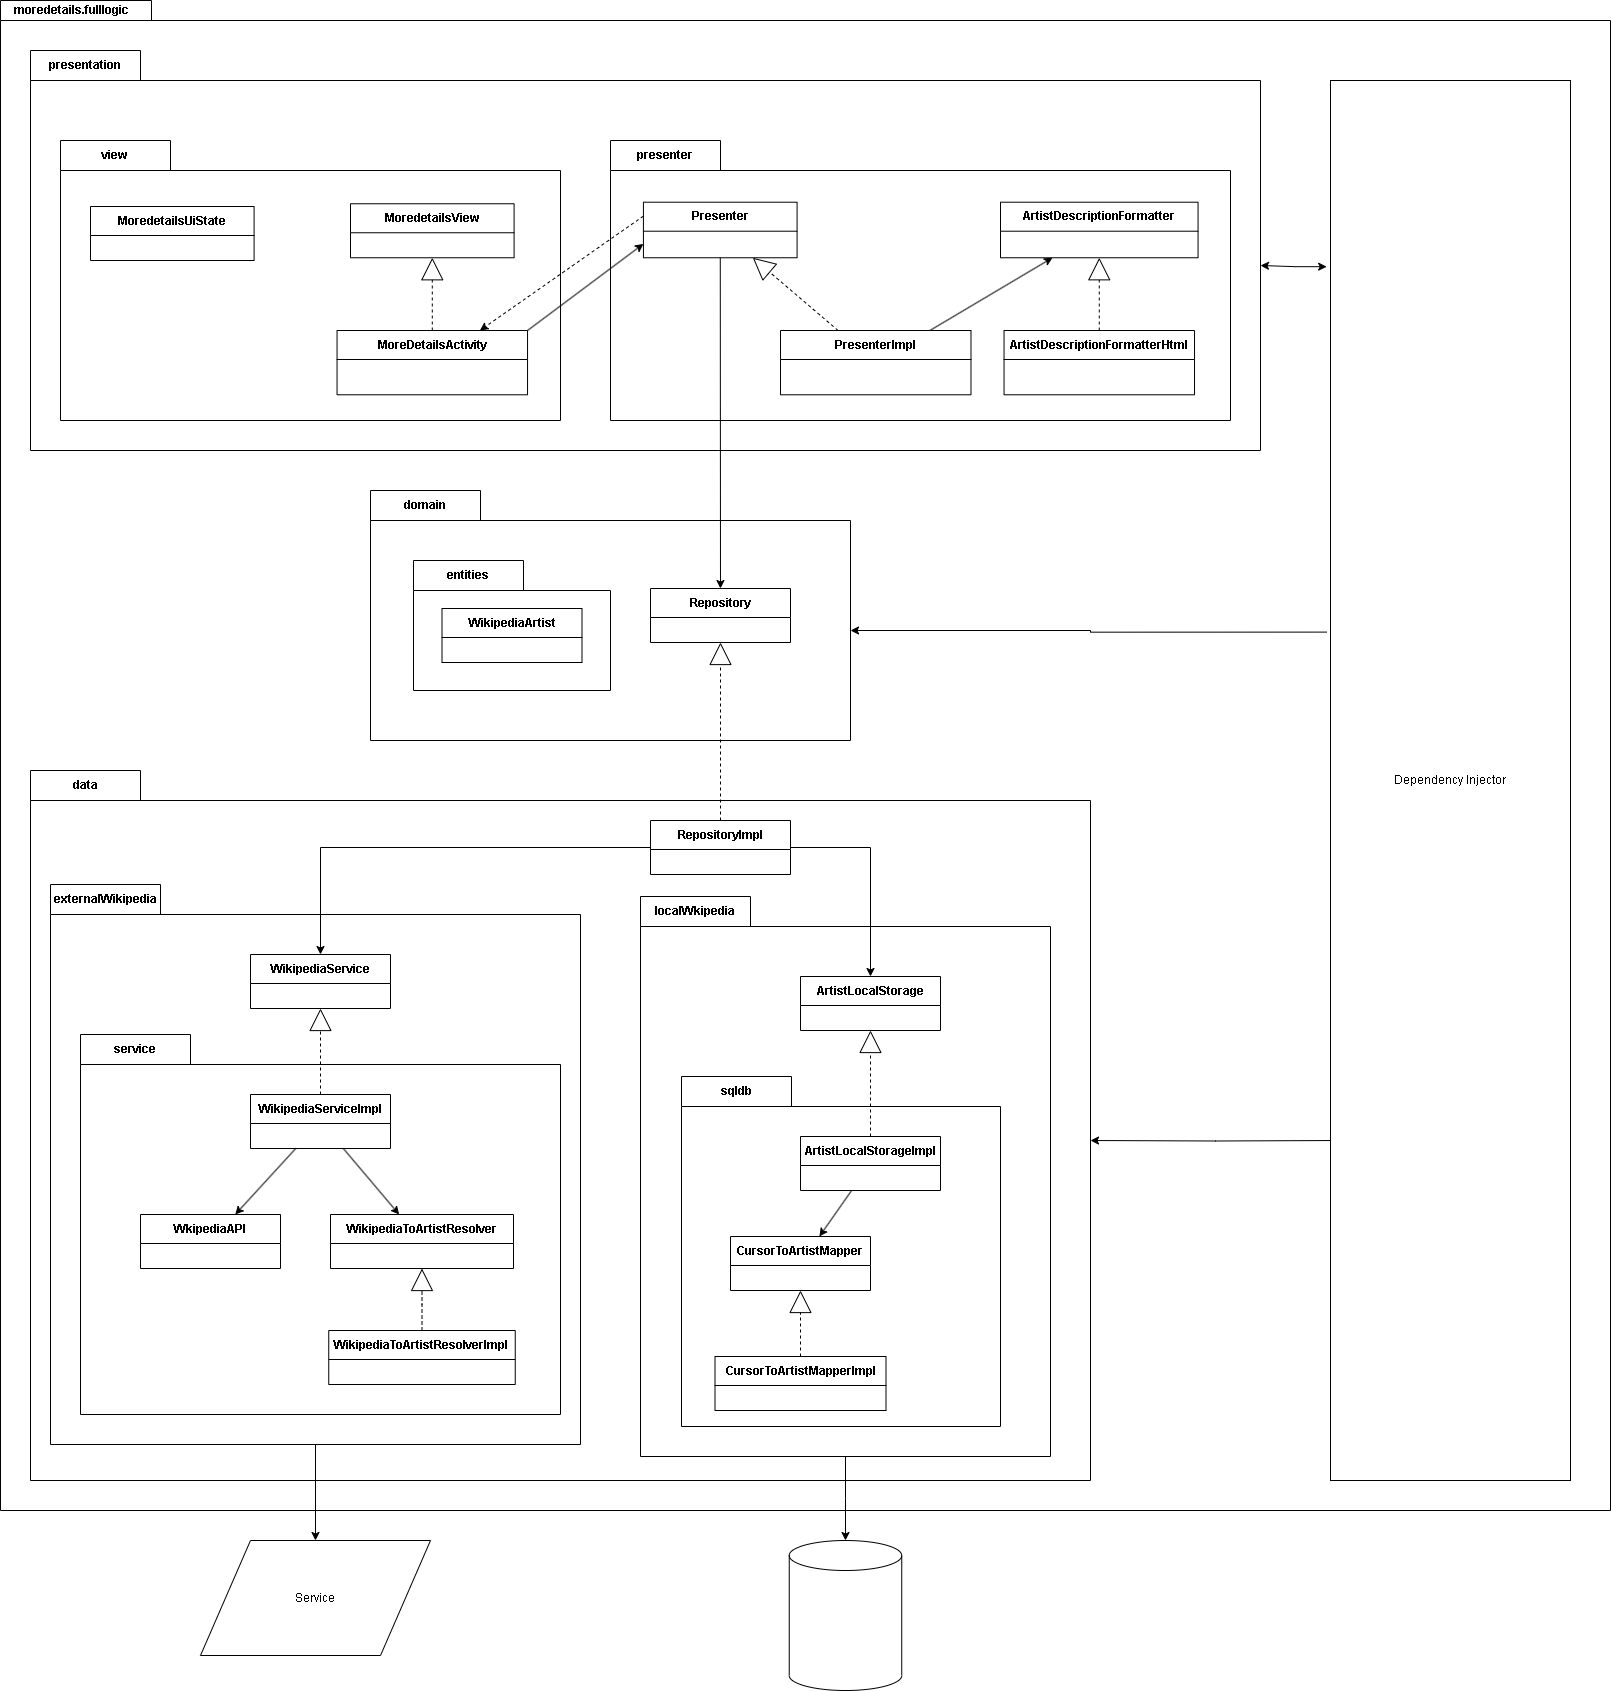 moredetails.fulllogic
presentation
view
presenter
MoredetailsUiState
MoredetailsView
Presenter
ArtistDescriptionFormatter
MoreDetailsActivity
PresenterImpl
ArtistDescriptionFormatterHtml
domain
entities
Repository
WikipediaArtist
Dependency Injector
data
RepositoryImpl
externalWikipedia
localWkipedia
WikipediaService
ArtistLocalStorage
service
sqldb
WikipediaServiceImpl
ArtistLocalStorageImpl
WkipediaAPI
WikipediaToArtistResolver
CursorToArtistMapper
WikipediaToArtistResolverImpl
CursorToArtistMapperImpl
Service